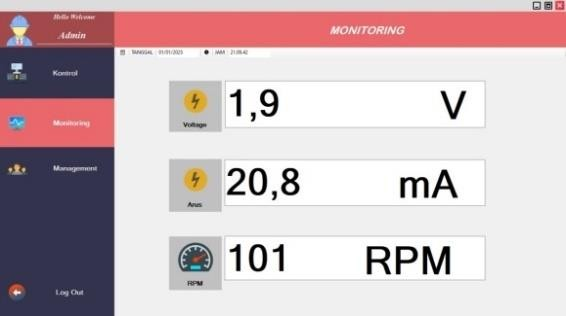 Hello Welcome
Admin
MONITORING
TANGGAL 01/01/2023 JAM 21:09:42
Kontrol
Monitoring
Management
Log Out
Voltage 1,9 V
Arus 20,8 mA
RPM 101 RPM